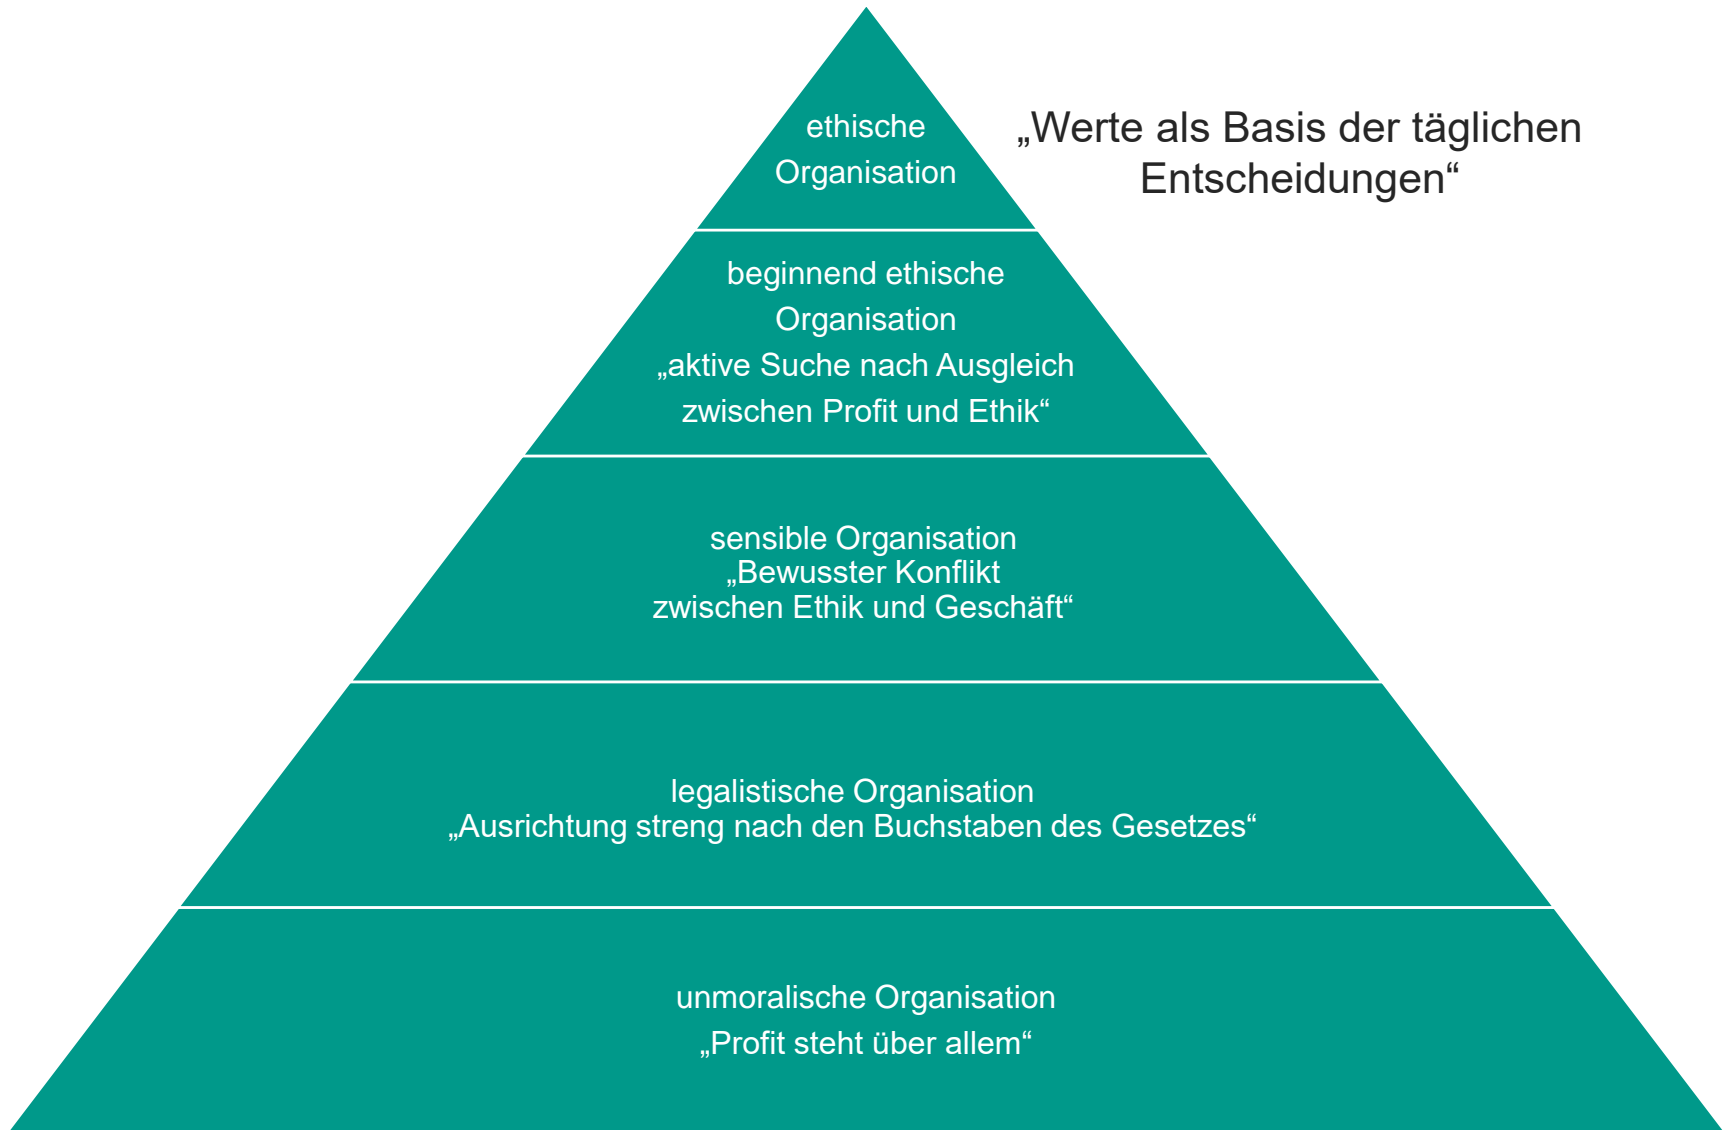 ethische
Organisation
„Werte als Basis der täglichen
Entscheidungen“
beginnend ethische
Organisation
„aktive Suche nach Ausgleich
zwischen Profit und Ethik“
sensible Organisation
„Bewusster Konflikt
zwischen Ethik und Geschäft“
legalistische Organisation
„Ausrichtung streng nach den Buchstaben des Gesetzes“
unmoralische Organisation
„Profit steht über allem“